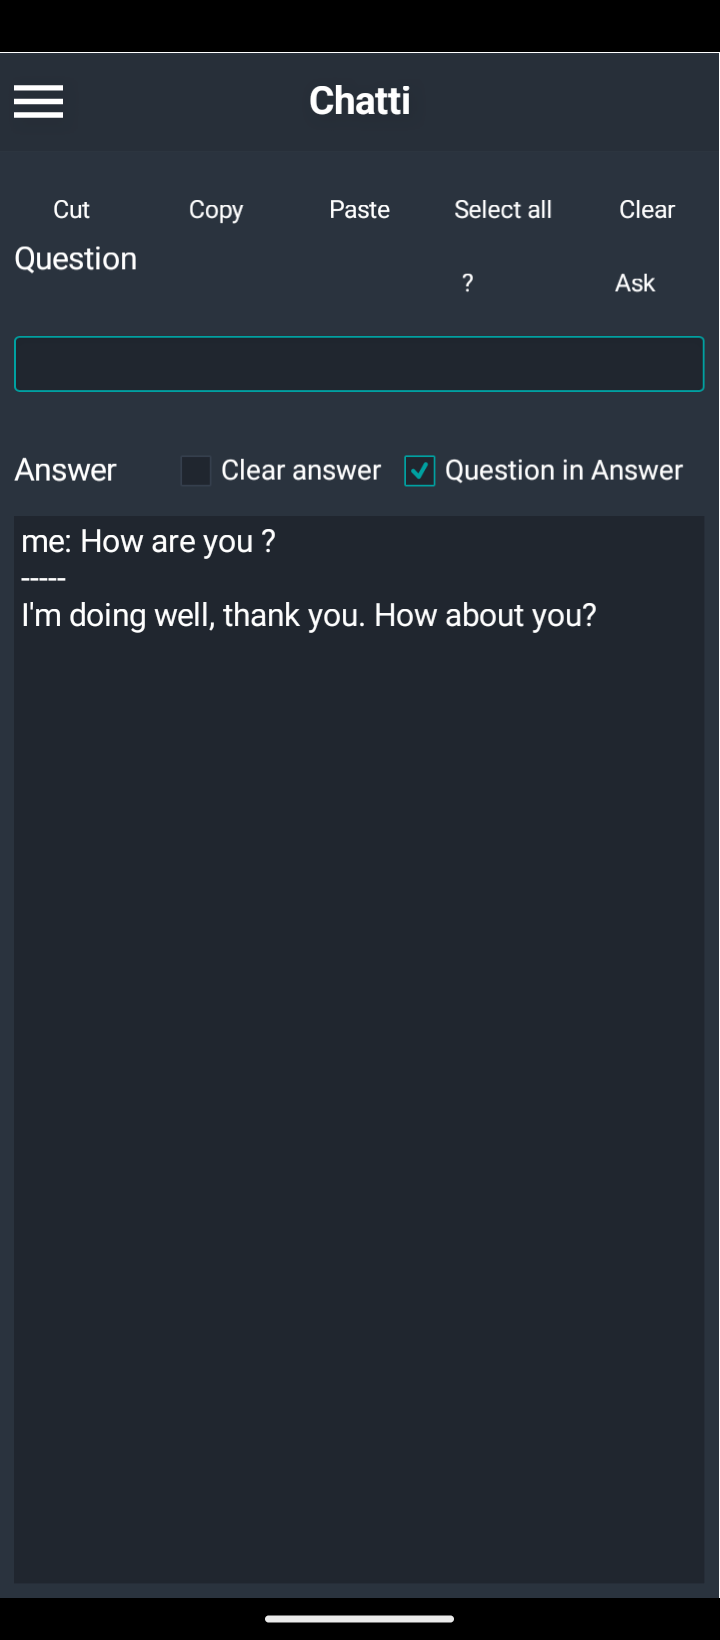 Chatti
Cut Copy Paste Select all Clear
Question
? Ask
Answer Clear answer Question in Answer
me: How are you ?
-----
I'm doing well, thank you. How about you?